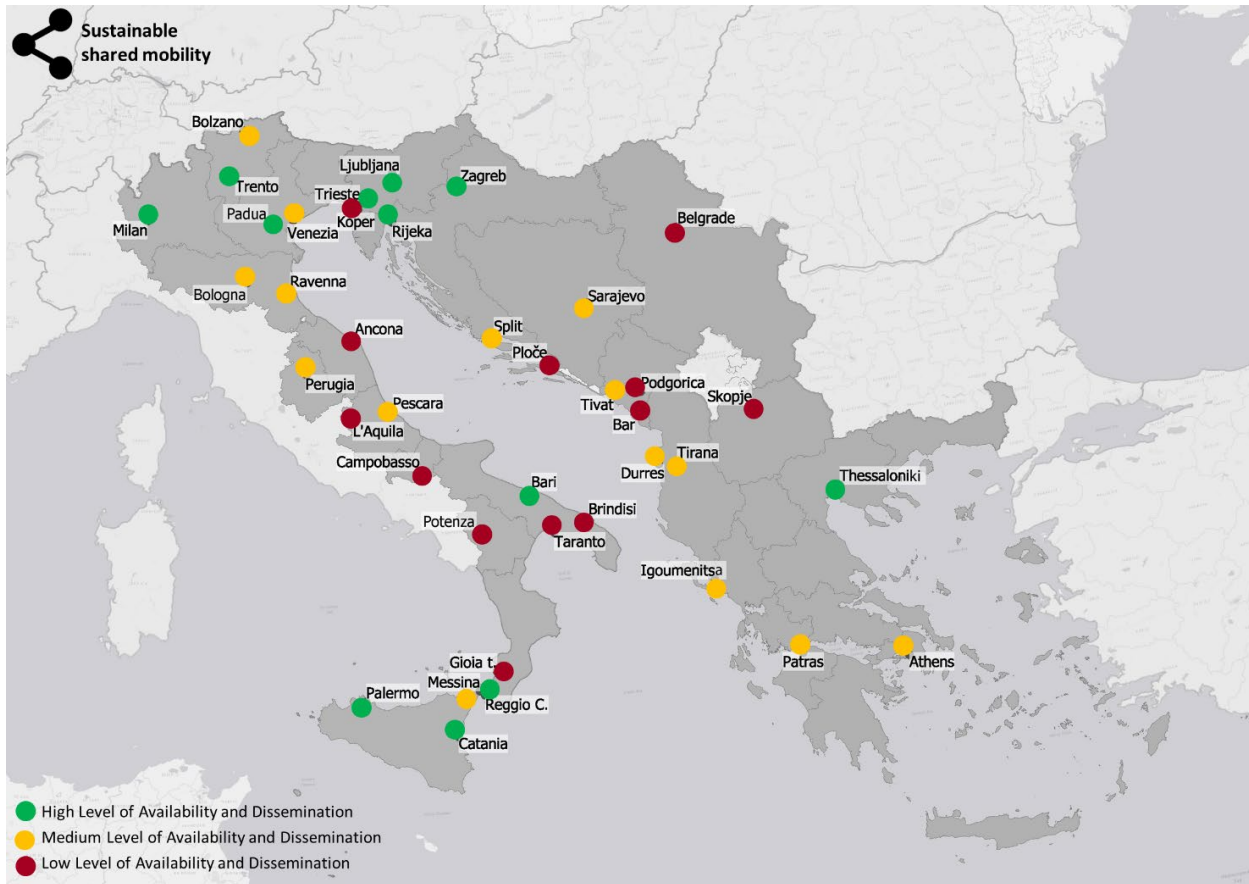 Sustainable
shared mobility
Bolzano
Ljubljana
Zagreb
Trento
Trieste
Padua
Koper
Belgrade
Milan
Venezia
Rijeka
Ravenna
Bologna
Sarajevo
Ancona
Split
Ploče
Perugia
Podgorica
Pescara
Tivat
Skopje
Bar
L'Aquila
Campobasso
Tirana
Durres
Bari
Thessaloniki
Brindisi
Potenza
Taranto
Igoumenitsa
Gioia t.
Patras
Athens
Messina
Palermo
Reggio C.
Catania
High Level of Availability and Dissemination
Medium Level of Availability and Dissemination
Low Level of Availability and Dissemination